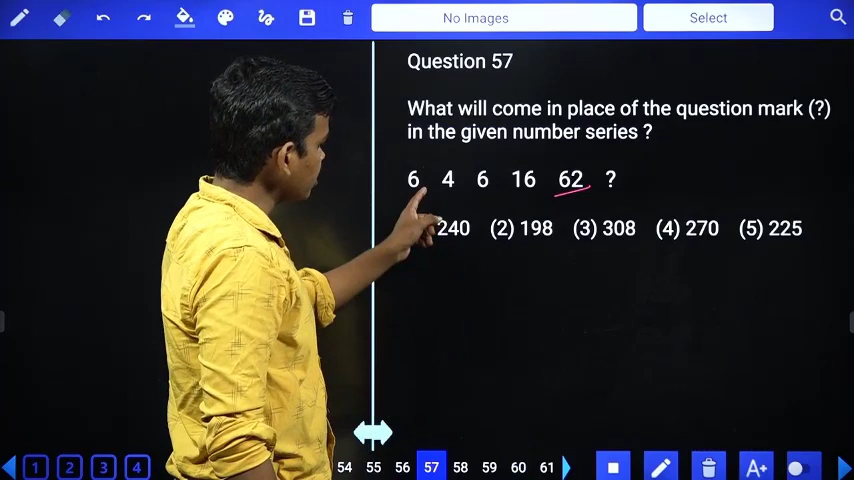 No Images Select
Question 57
What will come in place of the question mark (?)
in the given number series ?
6 4 6 16 62 ?
240 (2) 198 (3) 308 (4) 270 (5) 225
1 2 3 4 54 55 56 57 58 59 60 61 A+